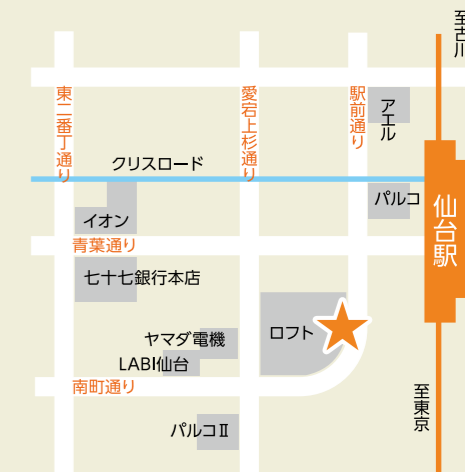 至古川
東二番丁通り
愛宕上杉通り
駅前通り
アエル
クリスロード
パルコ
仙台駅
イオン
青葉通り
七十七銀行本店
ロフト
ヤマダ電機
LABI仙台
南町通り
至東京
パルコⅡ